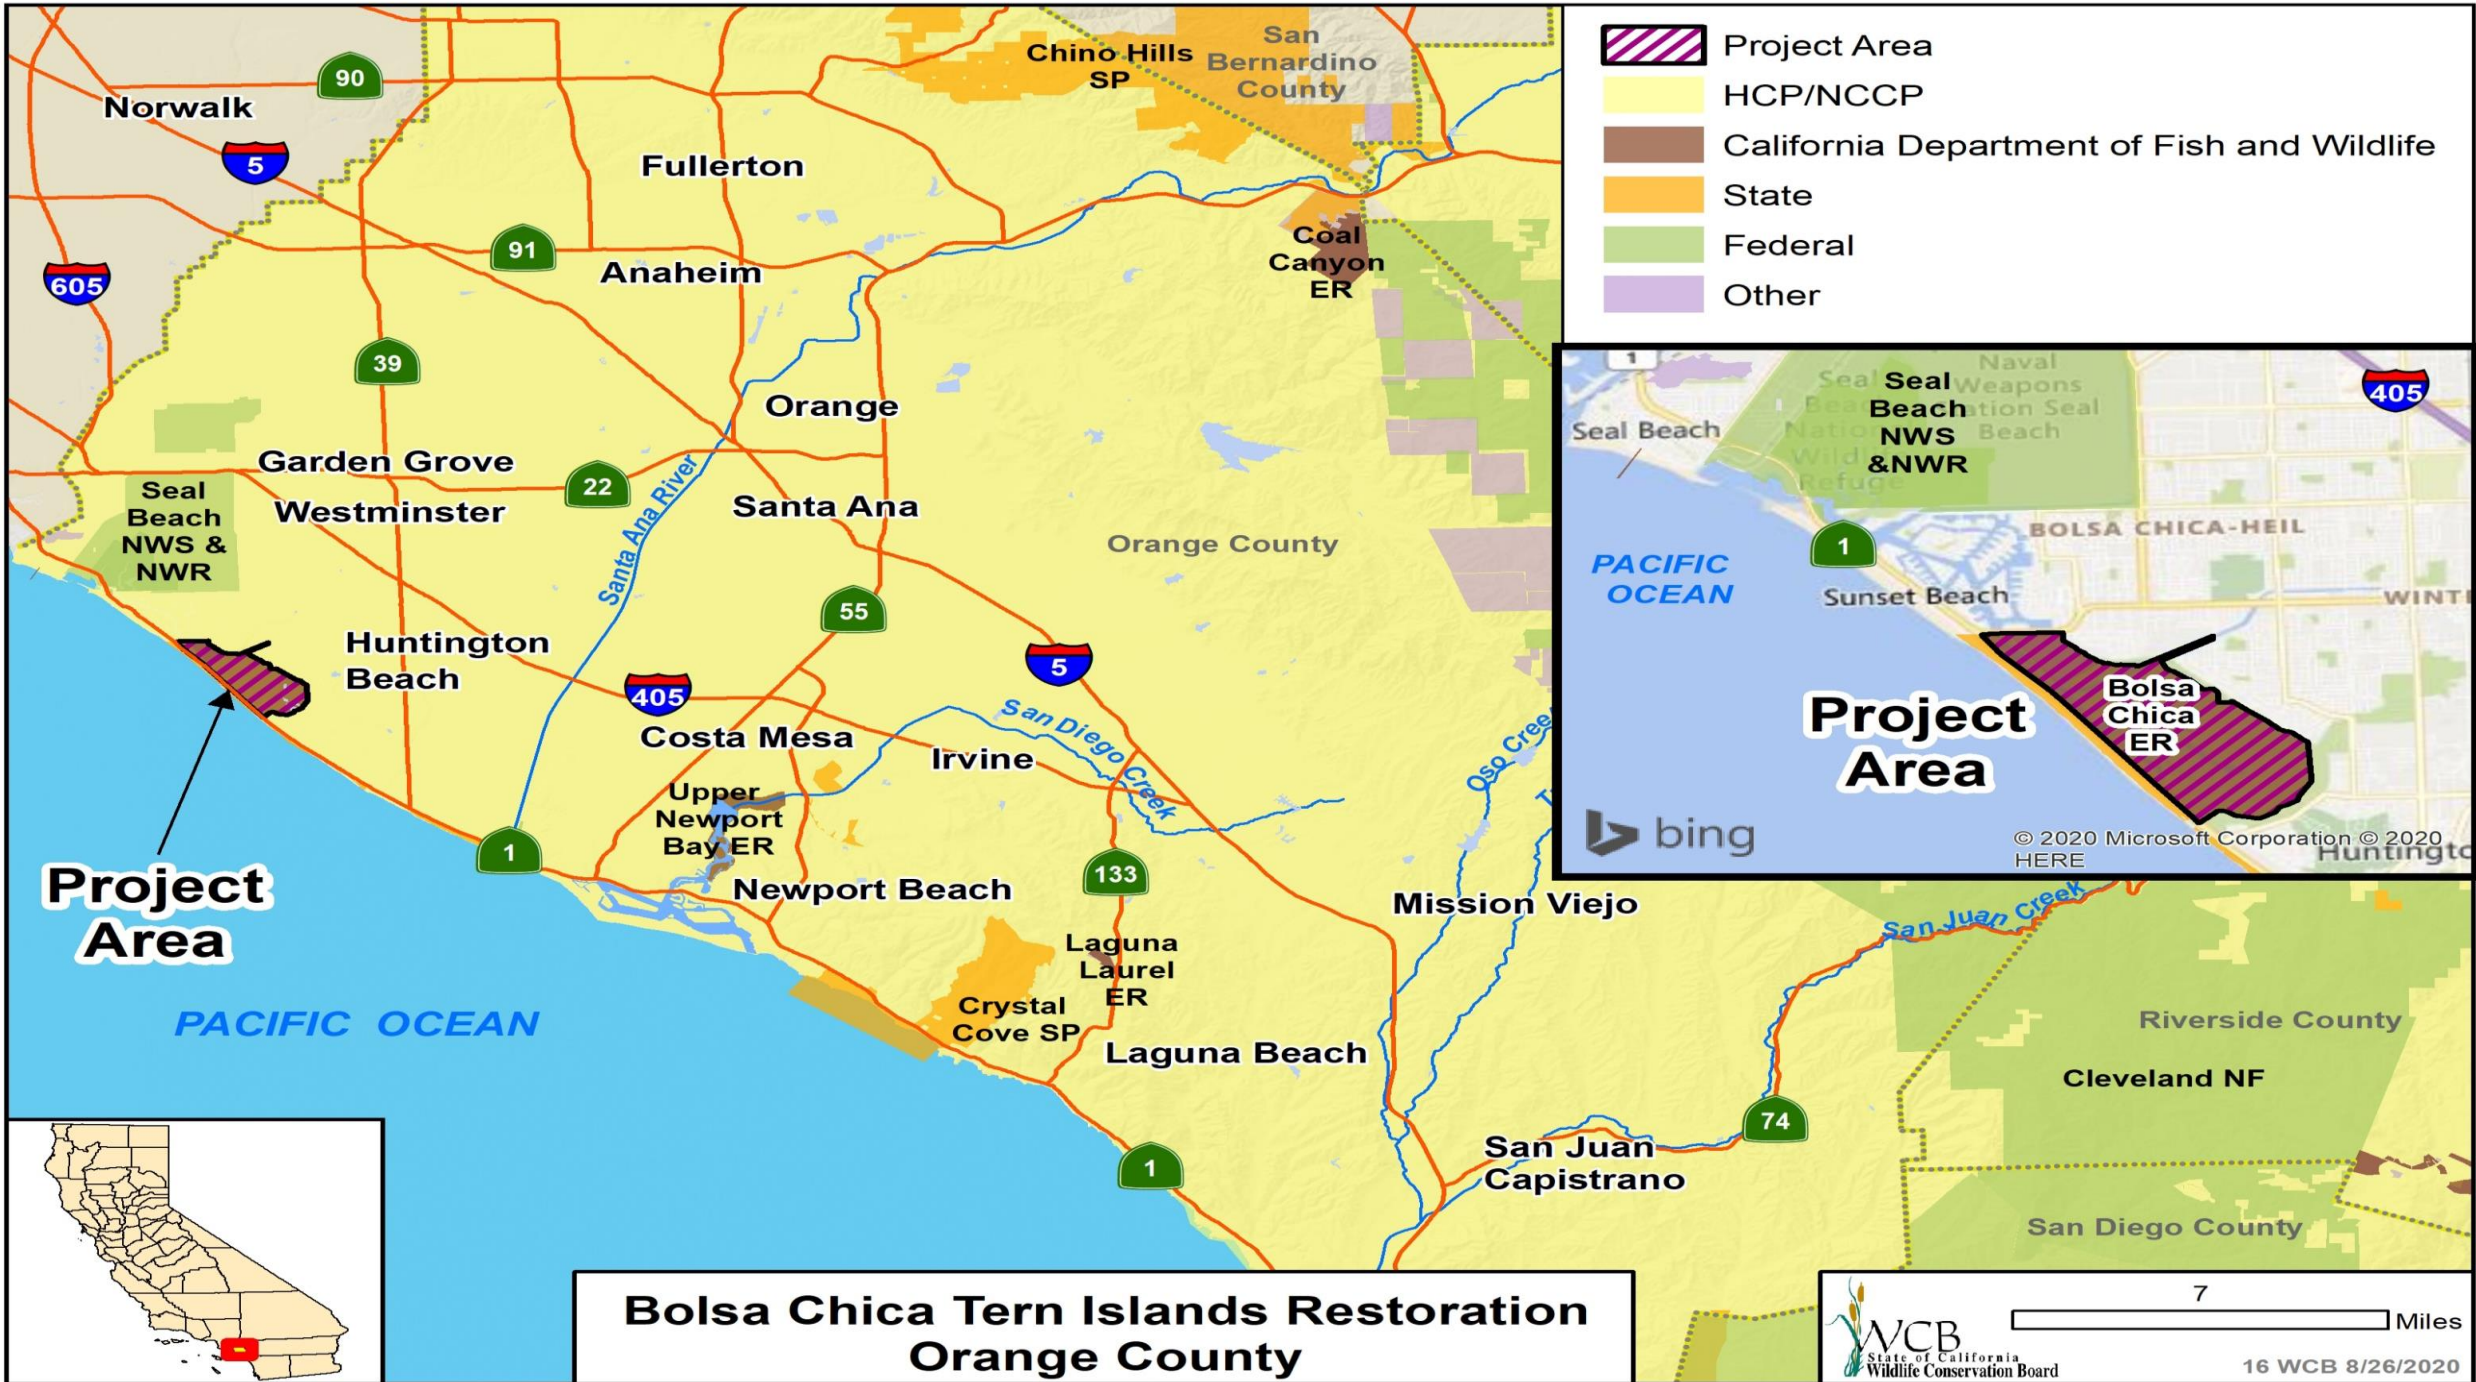 Project Area
HCP/NCCP
California Department of Fish and Wildlife
State
Federal
Other
90
Norwalk
5
605
91
39
Fullerton
Anaheim
Chino Hills
SP
San
Bernardino
County
Coal
Canyon
ER
Orange
Garden Grove
Westminster
22
Santa Ana River
Santa Ana
Orange County
Seal
Beach
NWS &
NWR
Huntington
Beach
55
5
405
Costa Mesa
San Diego Creek
Irvine
Upper
Newport
Bay ER
1
Newport Beach
133
Project
Area
PACIFIC OCEAN
Laguna
Laurel
ER
Crystal
Cove SP
Laguna Beach
Mission Viejo
Oso Cree
1
San Juan
Capistrano
74
San Juan Creek
Riverside County
Cleveland NF
San Diego County
1
Seal Beach
Seal
Beach
NWS
&NWR
Naval
Weapons
Station Seal
Beach
Refuge
405
BOLSA CHICA-HEIL
1
PACIFIC
OCEAN
Sunset Beach
WINT
Project
Area
Bolsa
Chica
ER
bing
© 2020 Microsoft Corporation © 2020
HERE
Huntingto
Bolsa Chica Tern Islands Restoration
Orange County
WCB
State of California
Wildlife Conservation Board
7
Miles
16 WCB 8/26/2020